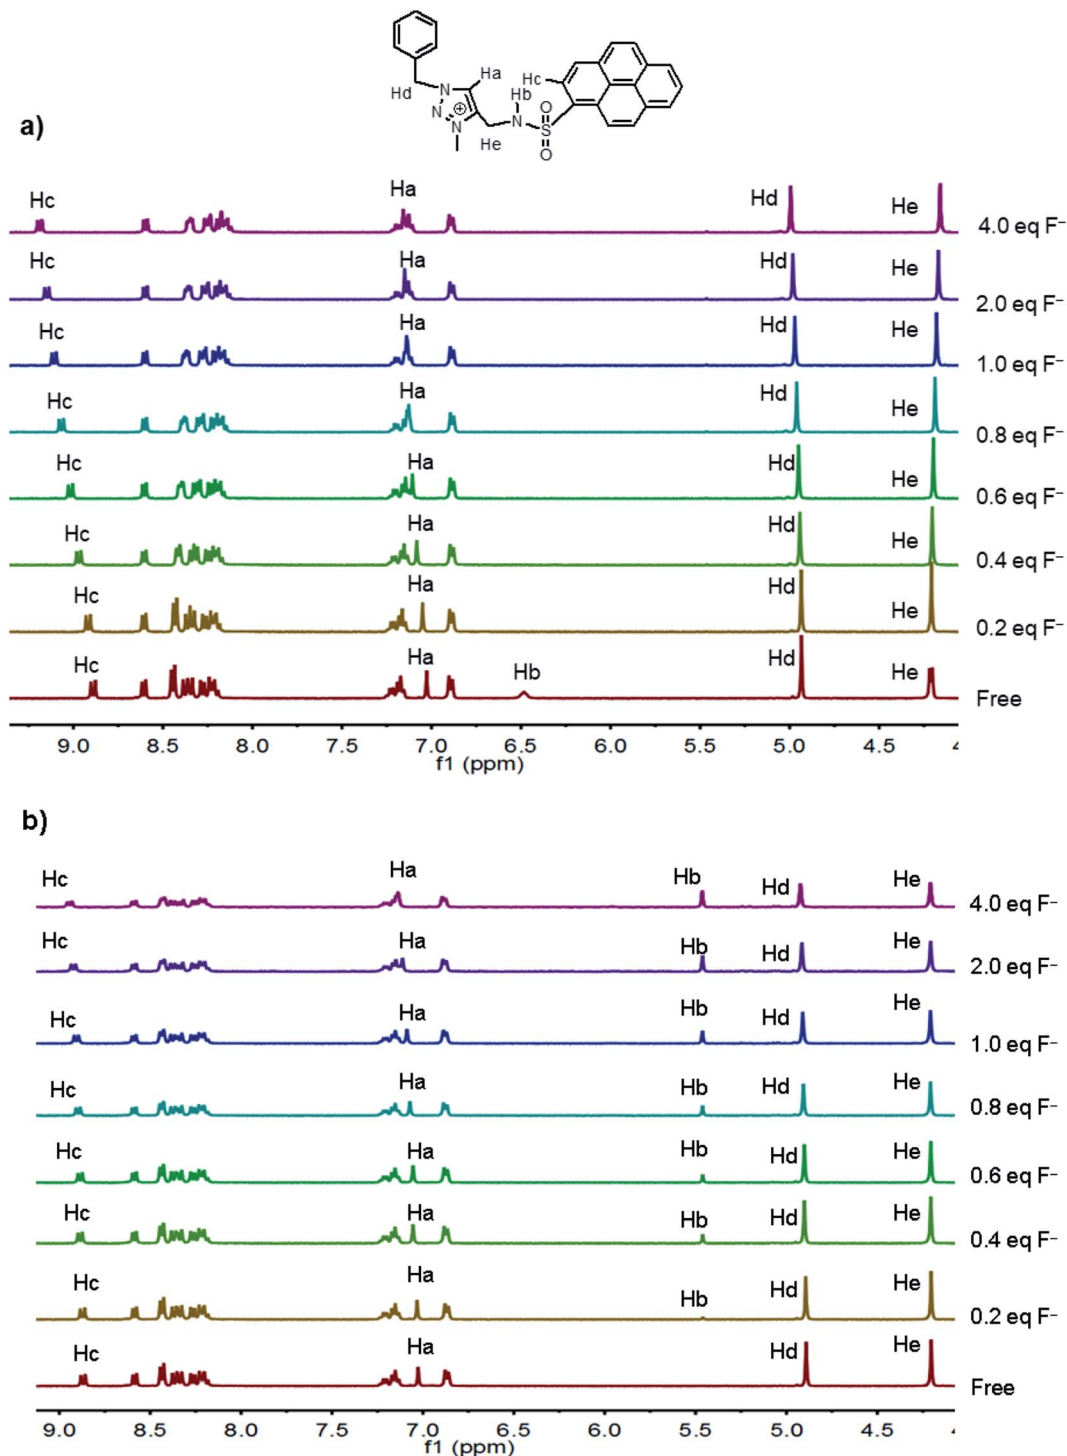 Hd
N
Ha
N
N
⊕
He
Hb
H
N
O
S
O
Hc
a)
Hc Ha Hd He 4.0 eq F⁻
Hc Ha Hd He 2.0 eq F⁻
Hc Ha Hd He 1.0 eq F⁻
Hc Ha Hd He 0.8 eq F⁻
Hc Ha Hd He 0.6 eq F⁻
Hc Ha Hd He 0.4 eq F⁻
Hc Ha Hd He 0.2 eq F⁻
Hc Ha Hb Hd He Free
9.0 8.5 8.0 7.5 7.0 6.5 6.0 5.5 5.0 4.5 4
f1 (ppm)
b)
Hc Ha Hb Hd He 4.0 eq F⁻
Hc Ha Hb Hd He 2.0 eq F⁻
Hc Ha Hb Hd He 1.0 eq F⁻
Hc Ha Hb Hd He 0.8 eq F⁻
Hc Ha Hb Hd He 0.6 eq F⁻
Hc Ha Hb Hd He 0.4 eq F⁻
Hc Ha Hb Hd He 0.2 eq F⁻
Hc Ha Hd He Free
9.0 8.5 8.0 7.5 7.0 6.5 6.0 5.5 5.0 4.5
f1 (ppm)